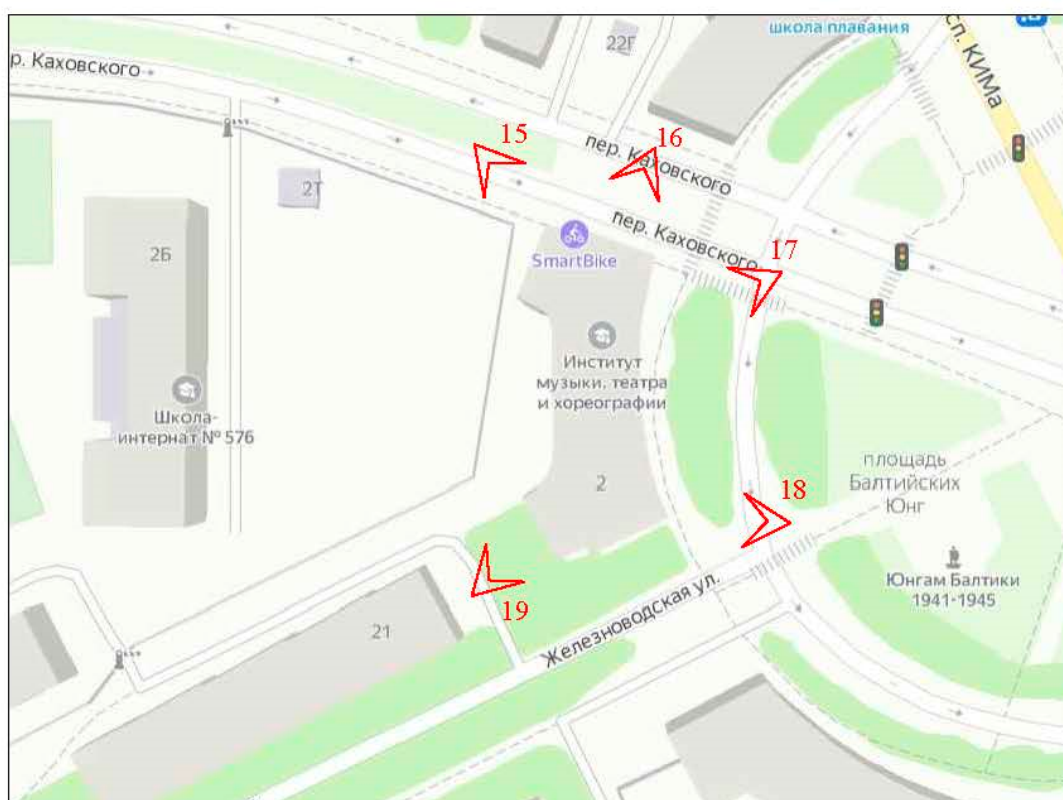 школа плавания
сп. КИМа
22Г
р. Каховского
15
16
пер. Каховского
2Т
пер. Каховского
17
2Б
SmartBike
Институт
музыки, театра
и хореографии
Школа-
интернат № 576
площадь
Балтийских
Юнг
2
18
Юнгам Балтики
1941-1945
19
Железноводская ул.
21